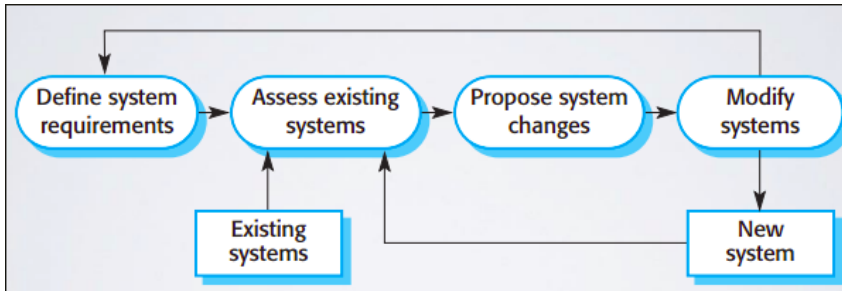 Define system
requirements
Assess existing
systems
Propose system
changes
Modify
systems
Existing
systems
New
system